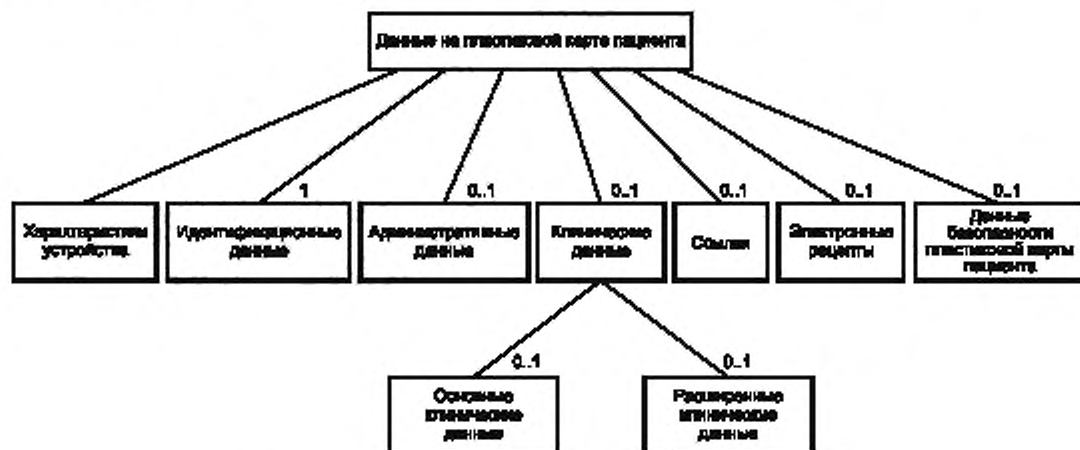 Данные на пластиковой карте пациента
1
0..1
0..1
0..1
0..1
0..1
Характеристики
устройства
Идентификационные
данные
Административные
данные
Клинические
данные
Ссылки
Электронные
рецепты
Данные
безопасности
пластиковой карты
пациента
0..1
0..1
Основные
клинические
данные
Расширенные
клинические
данные